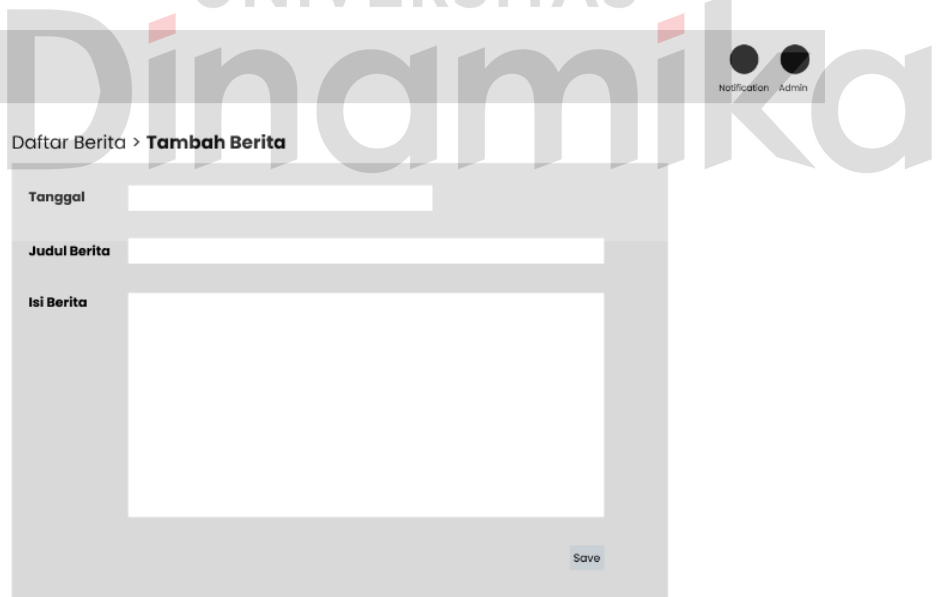 UNIVERSITAS
Dinamika
Notification Admin
Daftar Berita > Tambah Berita
Tanggal
Judul Berita
Isi Berita
Save